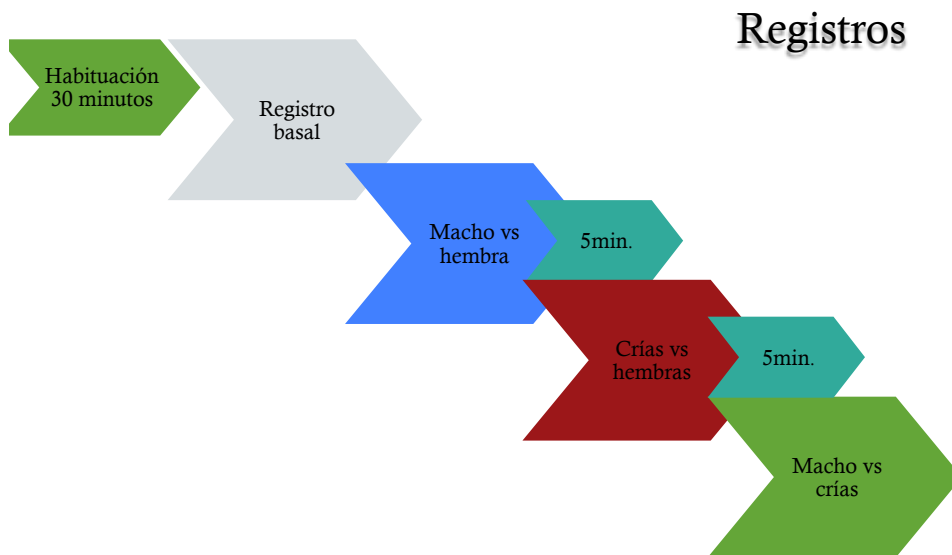 Registros
Habituación
30 minutos
Registro
basal
Macho vs
hembra
5min.
Crías vs
hembras
5min.
Macho vs
crías